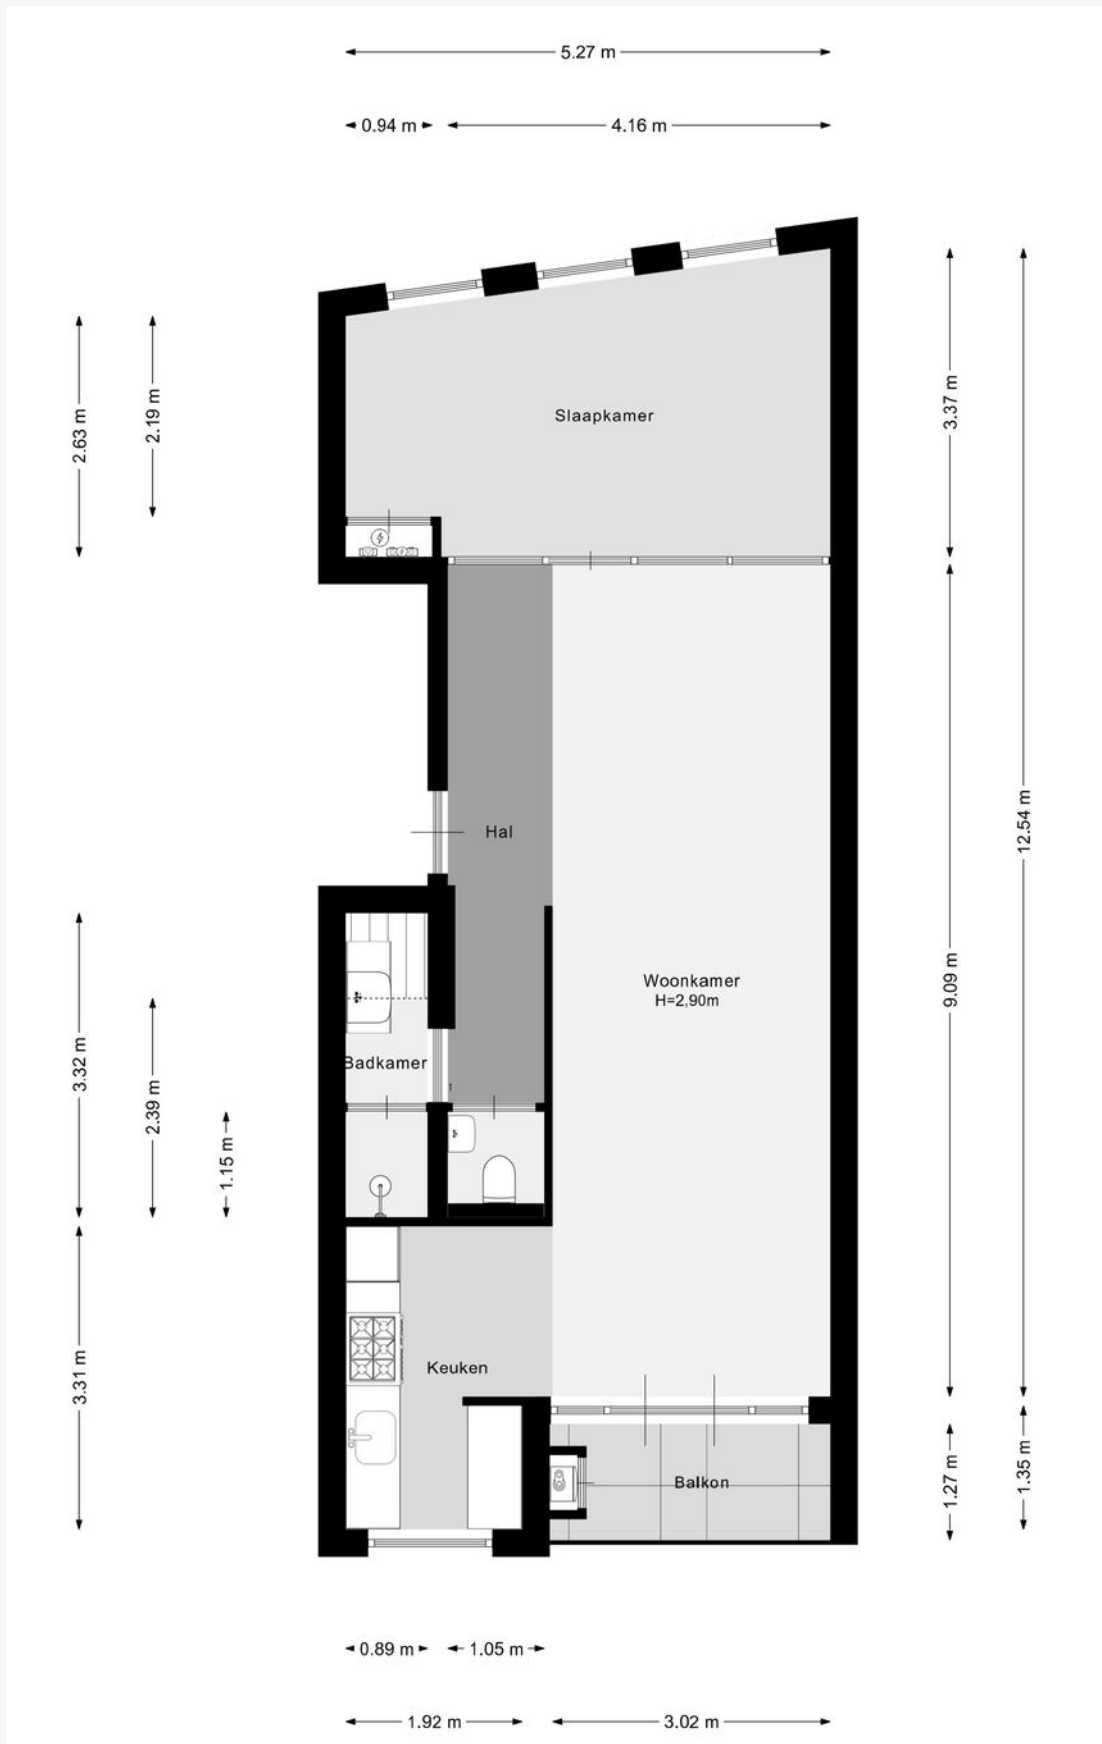 5.27 m
0.94 m
4.16 m
2.63 m
2.19 m
3.37 m
Slaapkamer
12.54 m
Hal
9.09 m
Woonkamer
H=2,90m
3.32 m
2.39 m
1.15 m
Badkamer
3.31 m
Keuken
Balkon
1.27 m
1.35 m
0.89 m
1.05 m
1.92 m
3.02 m